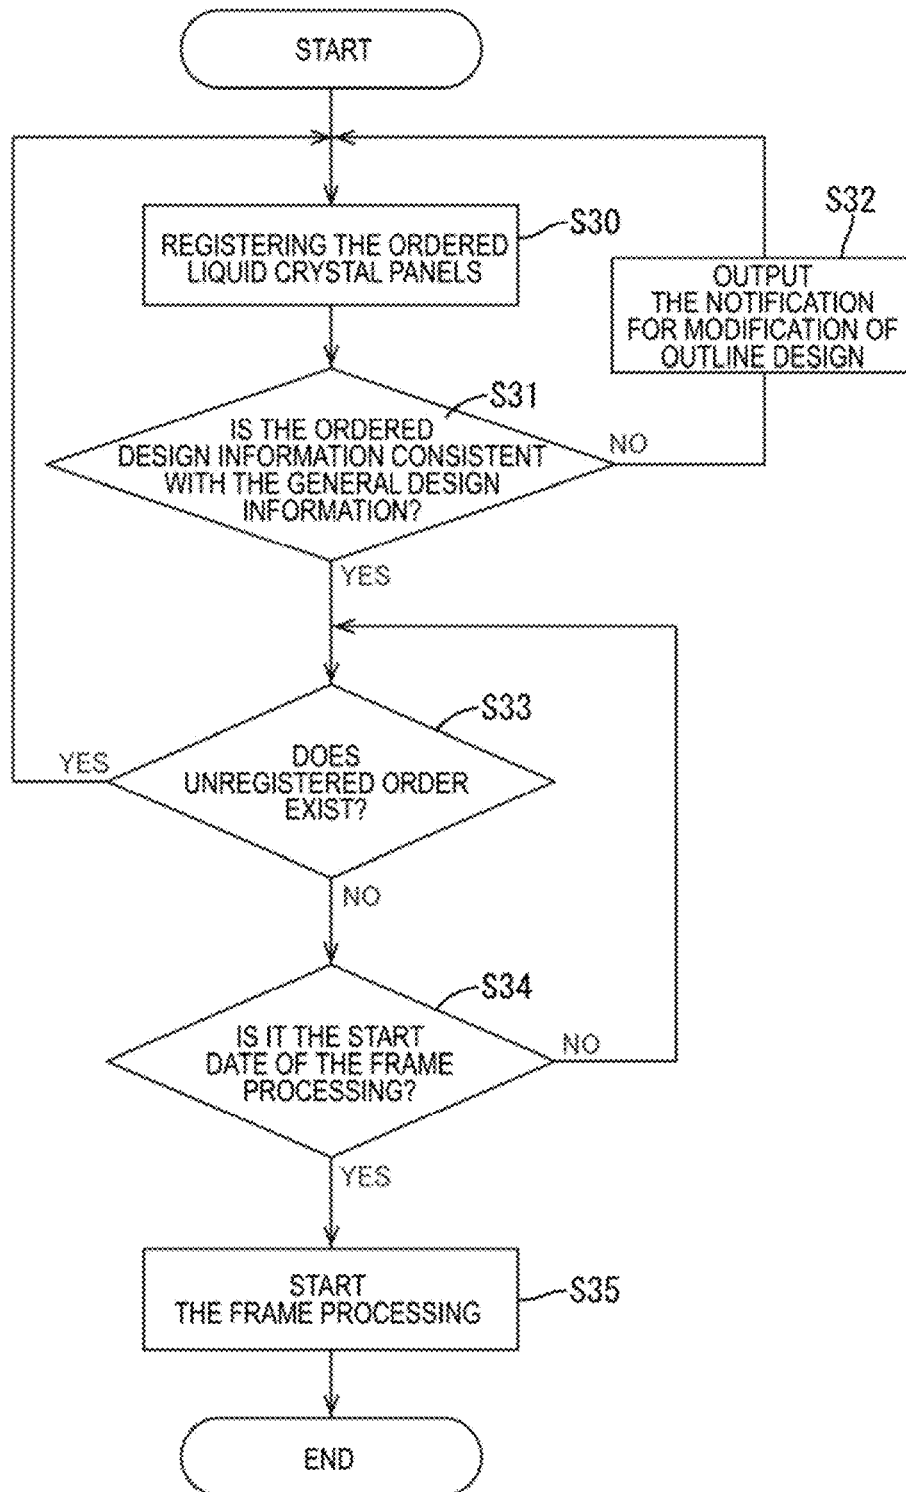 START
S30
REGISTERING THE ORDERED
LIQUID CRYSTAL PANELS
S32
OUTPUT
THE NOTIFICATION
FOR MODIFICATION OF
OUTLINE DESIGN
S31
IS THE ORDERED
DESIGN INFORMATION CONSISTENT
WITH THE GENERAL DESIGN
INFORMATION?
NO
YES
S33
DOES
UNREGISTERED ORDER
EXIST?
YES
NO
S34
IS IT THE START
DATE OF THE FRAME
PROCESSING?
NO
YES
START
THE FRAME PROCESSING
S35
END